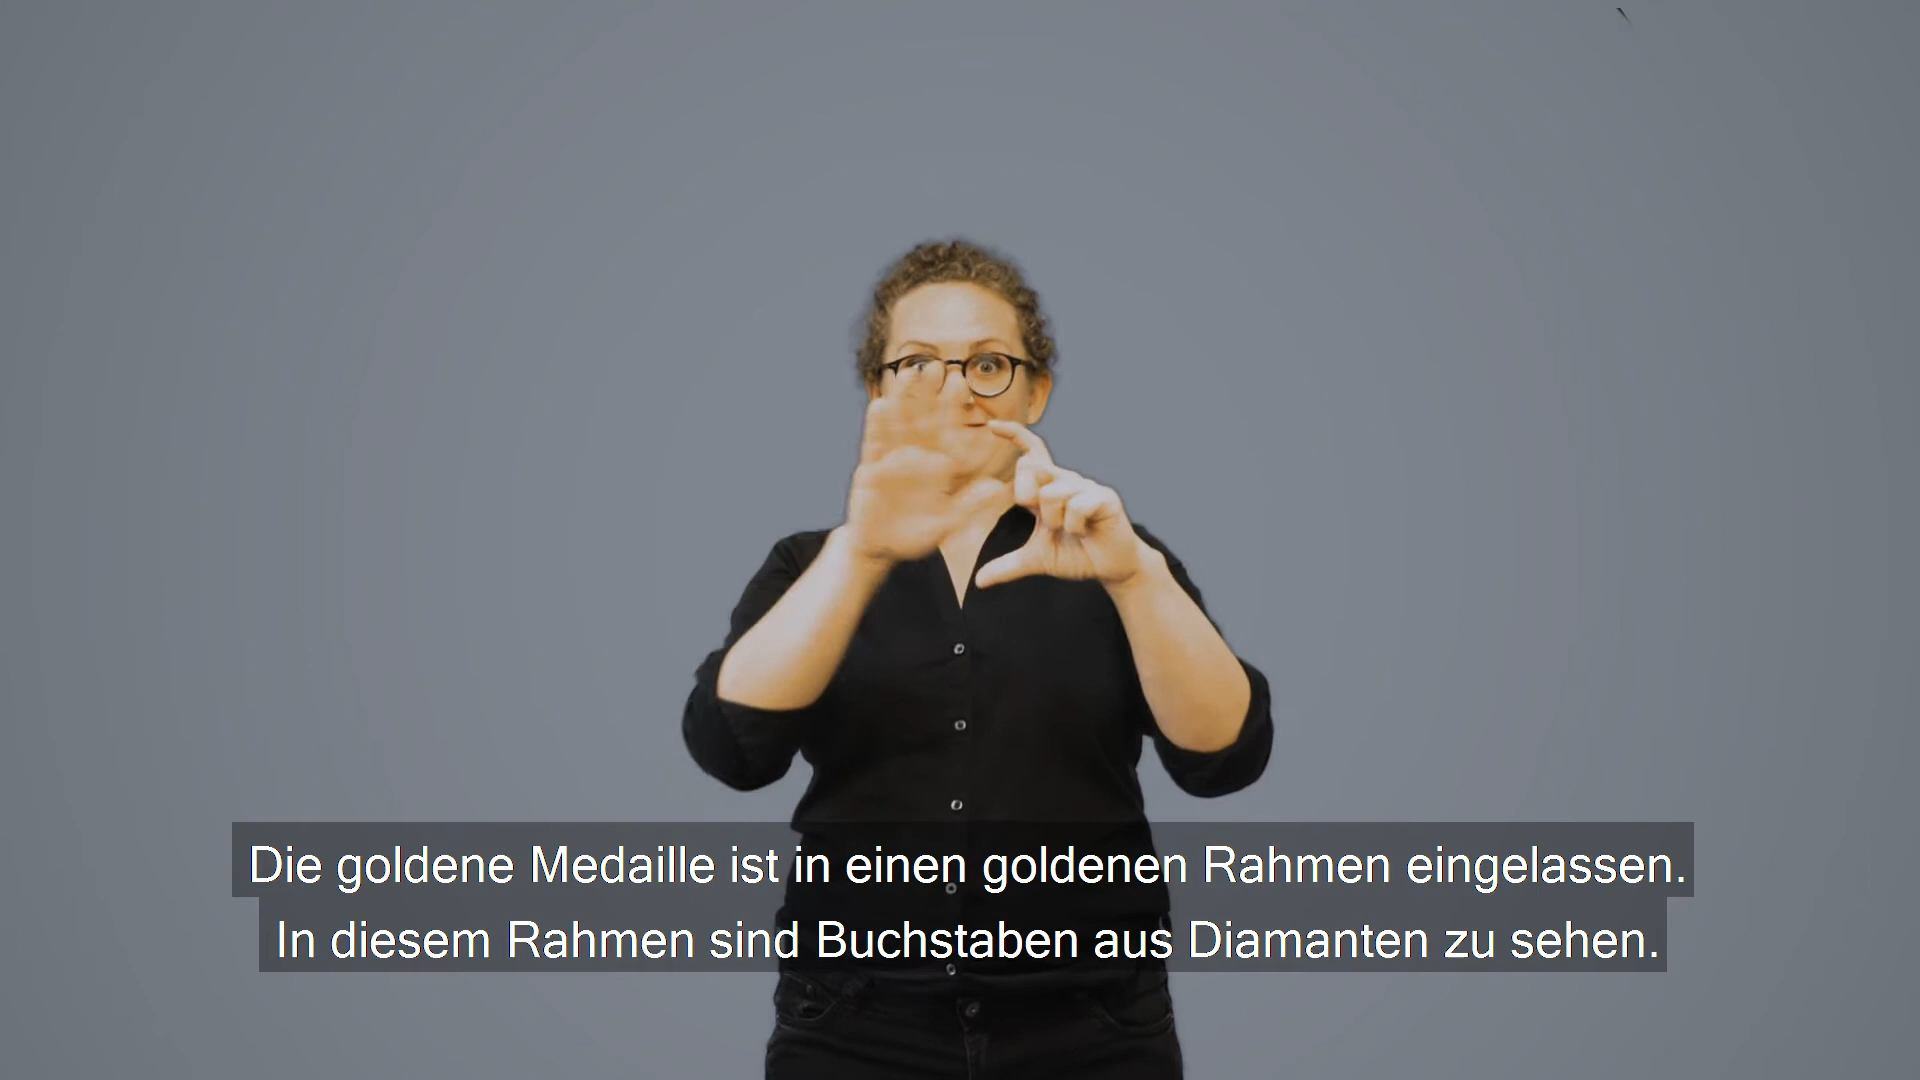 Die goldene Medaille ist in einen goldenen Rahmen eingelassen.
In diesem Rahmen sind Buchstaben aus Diamanten zu sehen.